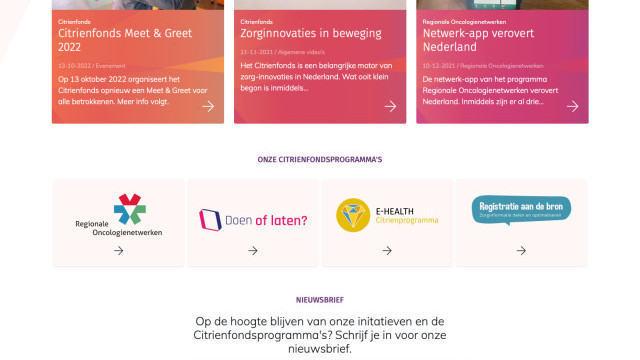 Citrienfonds
Citrienfonds Meet & Greet
2022
13-10-2022 / Evenement
Op 13 oktober 2022 organiseert het
Citrienfonds opnieuw een Meet & Greet voor
alle betrokkenen. Meer info volgt.
Citrienfonds
Zorginnovaties in beweging
11-11-2021 / Algemene video's
Het Citrienfonds is een belangrijke motor van
zorg-innovaties in Nederland. Wat ooit klein
begon is inmiddels...
Regionale Oncologienetwerken
Netwerk-app verovert
Nederland
10-12-2021 / Regionale Oncologienetwerken
De netwerk-app van het programma
Regionale Oncologienetwerken verovert
Nederland. Inmiddels zijn er al drie...
ONZE CITRIENFONDSPROGRAMMA'S
Regionale
Oncologienetwerken
Doen of laten?
E-HEALTH
Citrienprogramma
Registratie aan de bron
Zorginformatie delen en optimaliseren
NIEUWSBRIEF
Op de hoogte blijven van onze initatieven en de
Citrienfondsprogramma's? Schrijf je in voor onze
nieuwsbrief.